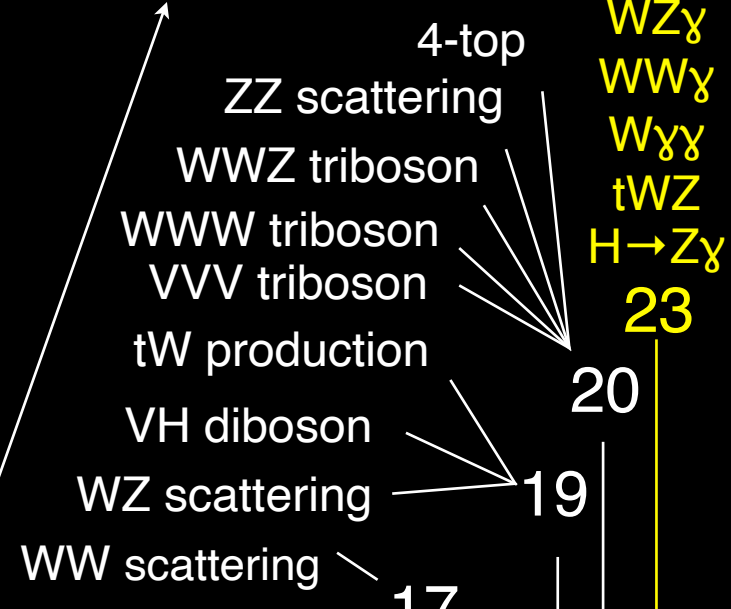 4-top
ZZ scattering
WWZ triboson
WWW triboson
VVV triboson
tW production
VH diboson
WZ scattering
WW scattering
WZɣ
WWɣ
Wɣɣ
tWZ
H→Zɣ
23
20
19
17